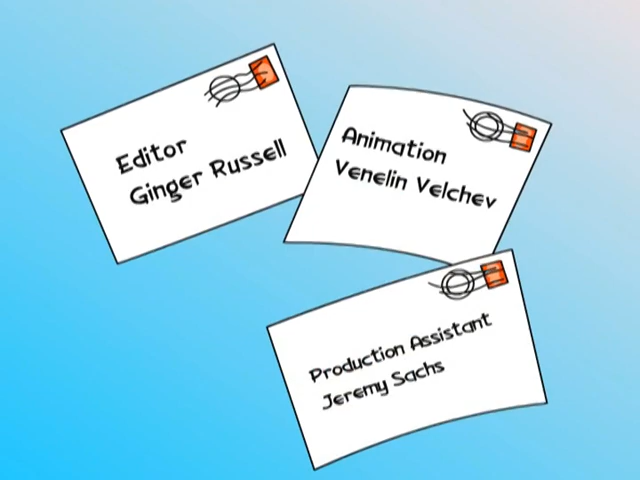 Editor
Ginger Russell
Animation
Venelin Velchev
Production Assistant
Jeremy Sachs